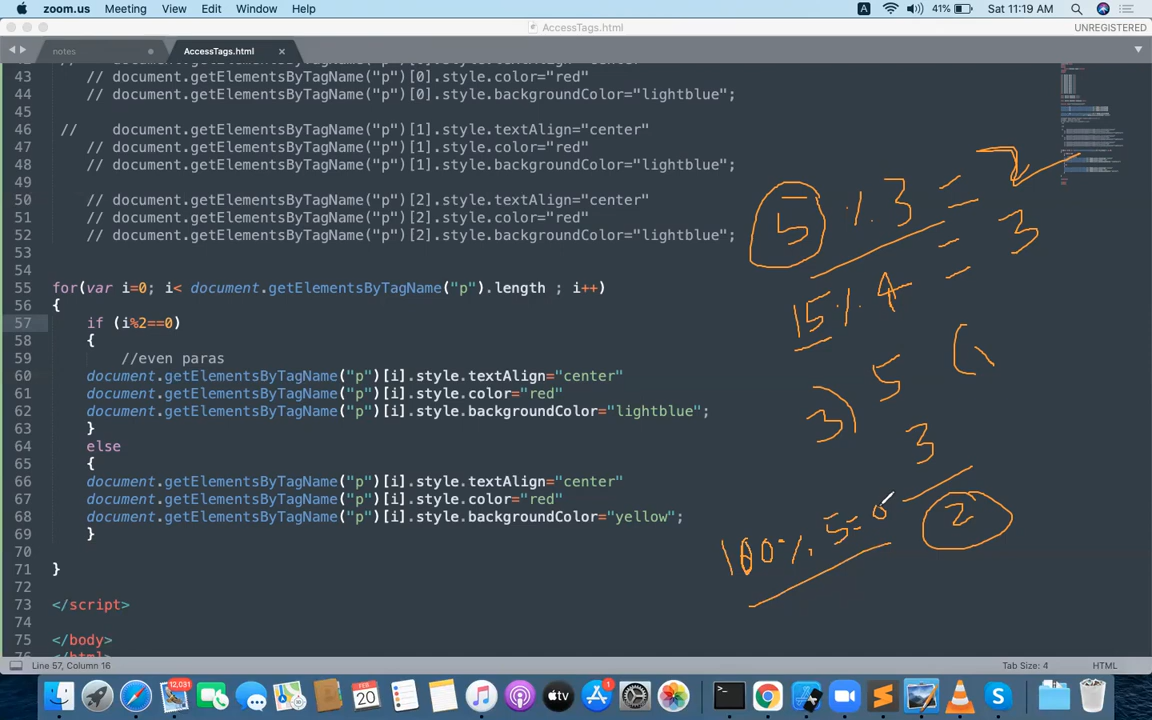 zoom.us Meeting View Edit Window Help A 41% Sat 11:19 AM
AccessTags.html UNREGISTERED
notes AccessTags.html
43 // document.getElementsByTagName("p")[0].style.color="red"
44 // document.getElementsByTagName("p")[0].style.backgroundColor="lightblue";
45
46 // document.getElementsByTagName("p")[1].style.textAlign="center"
47 // document.getElementsByTagName("p")[1].style.color="red"
48 // document.getElementsByTagName("p")[1].style.backgroundColor="lightblue";
49
50 // document.getElementsByTagName("p")[2].style.textAlign="center"
51 // document.getElementsByTagName("p")[2].style.color="red"
52 // document.getElementsByTagName("p")[2].style.backgroundColor="lightblue";
53
54
55 for(var i=0; i< document.getElementsByTagName("p").length ; i++)
56 {
57 if (i%2==0)
58 {
59 //even paras
60 document.getElementsByTagName("p")[i].style.textAlign="center"
61 document.getElementsByTagName("p")[i].style.color="red"
62 document.getElementsByTagName("p")[i].style.backgroundColor="lightblue";
63 }
64 else
65 {
66 document.getElementsByTagName("p")[i].style.textAlign="center"
67 document.getElementsByTagName("p")[i].style.color="red"
68 document.getElementsByTagName("p")[i].style.backgroundColor="yellow";
69 }
70
71 }
72
73 </script>
74
75 </body>
5 % 3 = 2
15 % 4 = 3
3) 5 (
3
2
100 % 5 = 0
Line 57, Column 16 Tab Size: 4 HTML
12,031
FEB
20
tv
1